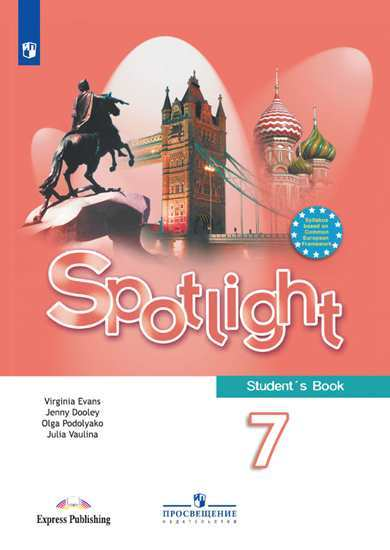 Syllabus
based on
Common
European
Framework
Spotlight
Student´s Book
Virginia Evans
Jenny Dooley
Olga Podolyako
Julia Vaulina
7
Express Publishing
ПРОСВЕЩЕНИЕ
ИЗДАТЕЛЬСТВО